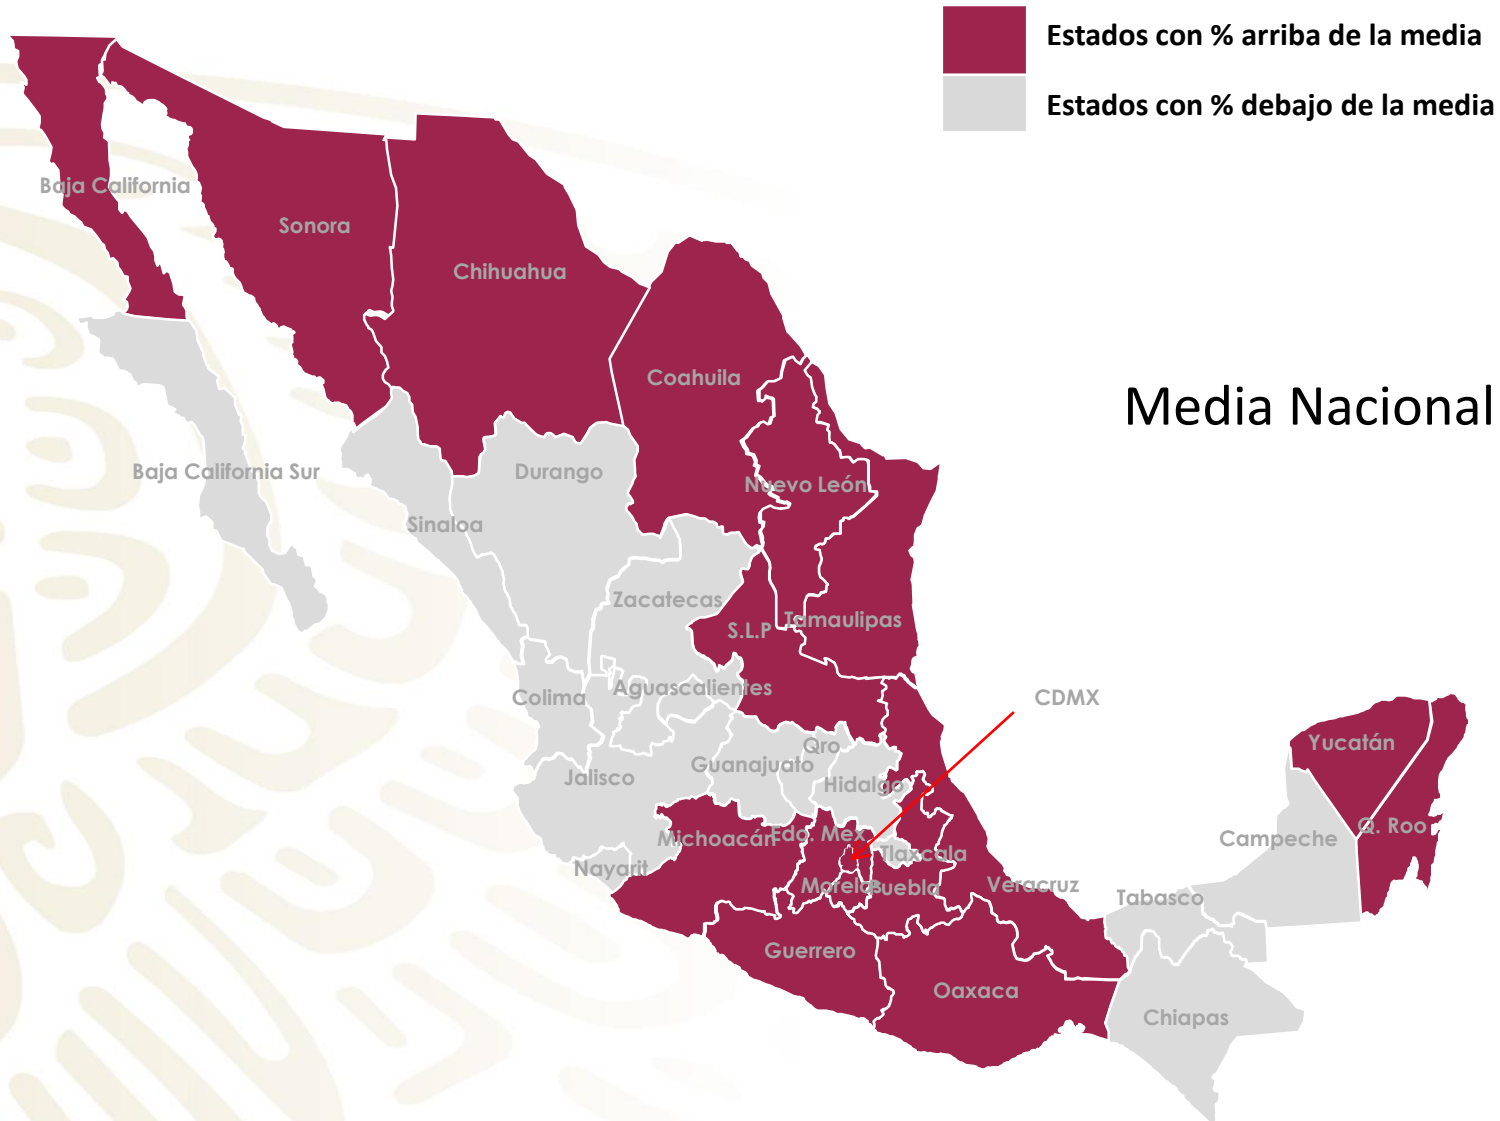 Estados con % arriba de la media
Estados con % debajo de la media
Baja California
Sonora
Chihuahua
Coahuila
Media Nacional
Baja California Sur
Durango
Nuevo León
Sinaloa
Zacatecas
S.L.P
Tamaulipas
Colima
Aguascalientes
CDMX
Yucatán
Qro
Guanajuato
Jalisco
Hidalgo
Q. Roo
Michoacán
Edo. Mex
Campeche
Tlaxcala
Nayarit
Morelos
Puebla
Veracruz
Tabasco
Guerrero
Oaxaca
Chiapas